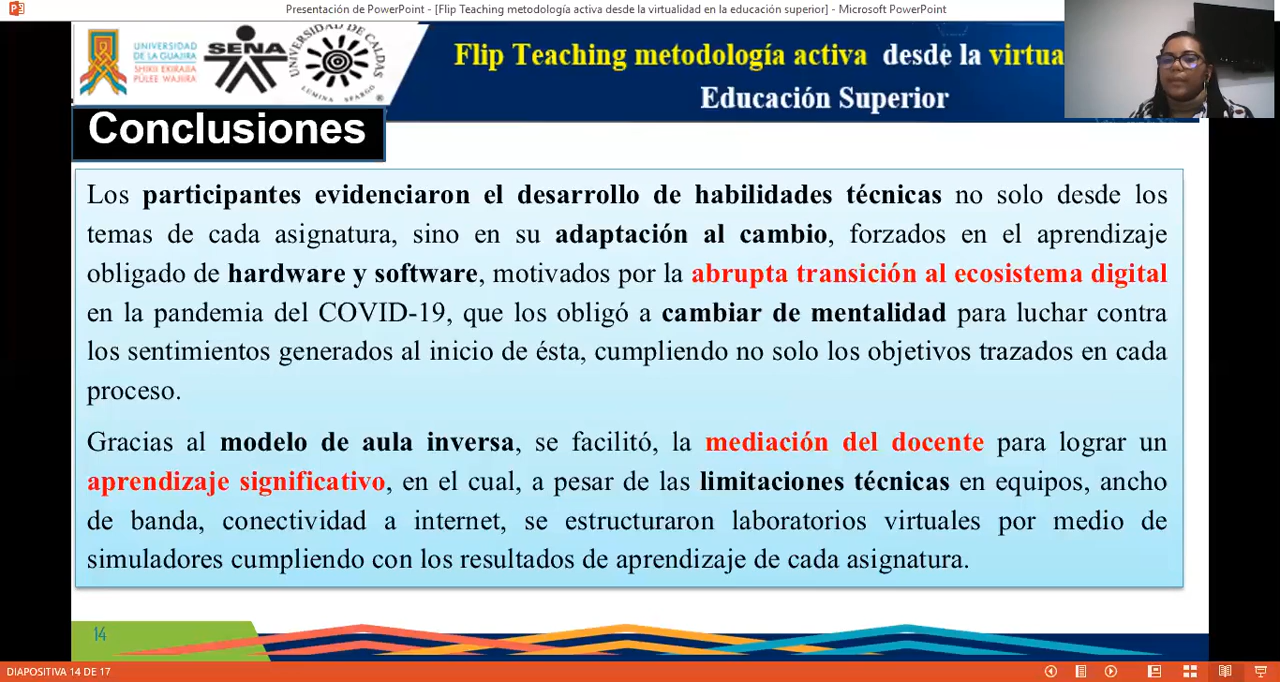 Presentación de PowerPoint - [Flip Teaching metodología activa desde la virtualidad en la educación superior] - Microsoft PowerPoint
UNIVERSIDAD
DE LA GUAJIRA
SHIKII EKIRAJIA
PÜLEE WAJIIRA
SENA
UNIVERSIDAD DE CALDAS
LUMINA SPARGO
®
Flip Teaching metodología activa desde la virtua
Educación Superior
Conclusiones
Los participantes evidenciaron el desarrollo de habilidades técnicas no solo desde los
temas de cada asignatura, sino en su adaptación al cambio, forzados en el aprendizaje
obligado de hardware y software, motivados por la abrupta transición al ecosistema digital
en la pandemia del COVID-19, que los obligó a cambiar de mentalidad para luchar contra
los sentimientos generados al inicio de ésta, cumpliendo no solo los objetivos trazados en cada
proceso.
Gracias al modelo de aula inversa, se facilitó, la mediación del docente para lograr un
aprendizaje significativo, en el cual, a pesar de las limitaciones técnicas en equipos, ancho
de banda, conectividad a internet, se estructuraron laboratorios virtuales por medio de
simuladores cumpliendo con los resultados de aprendizaje de cada asignatura.
14
DIAPOSITIVA 14 DE 17